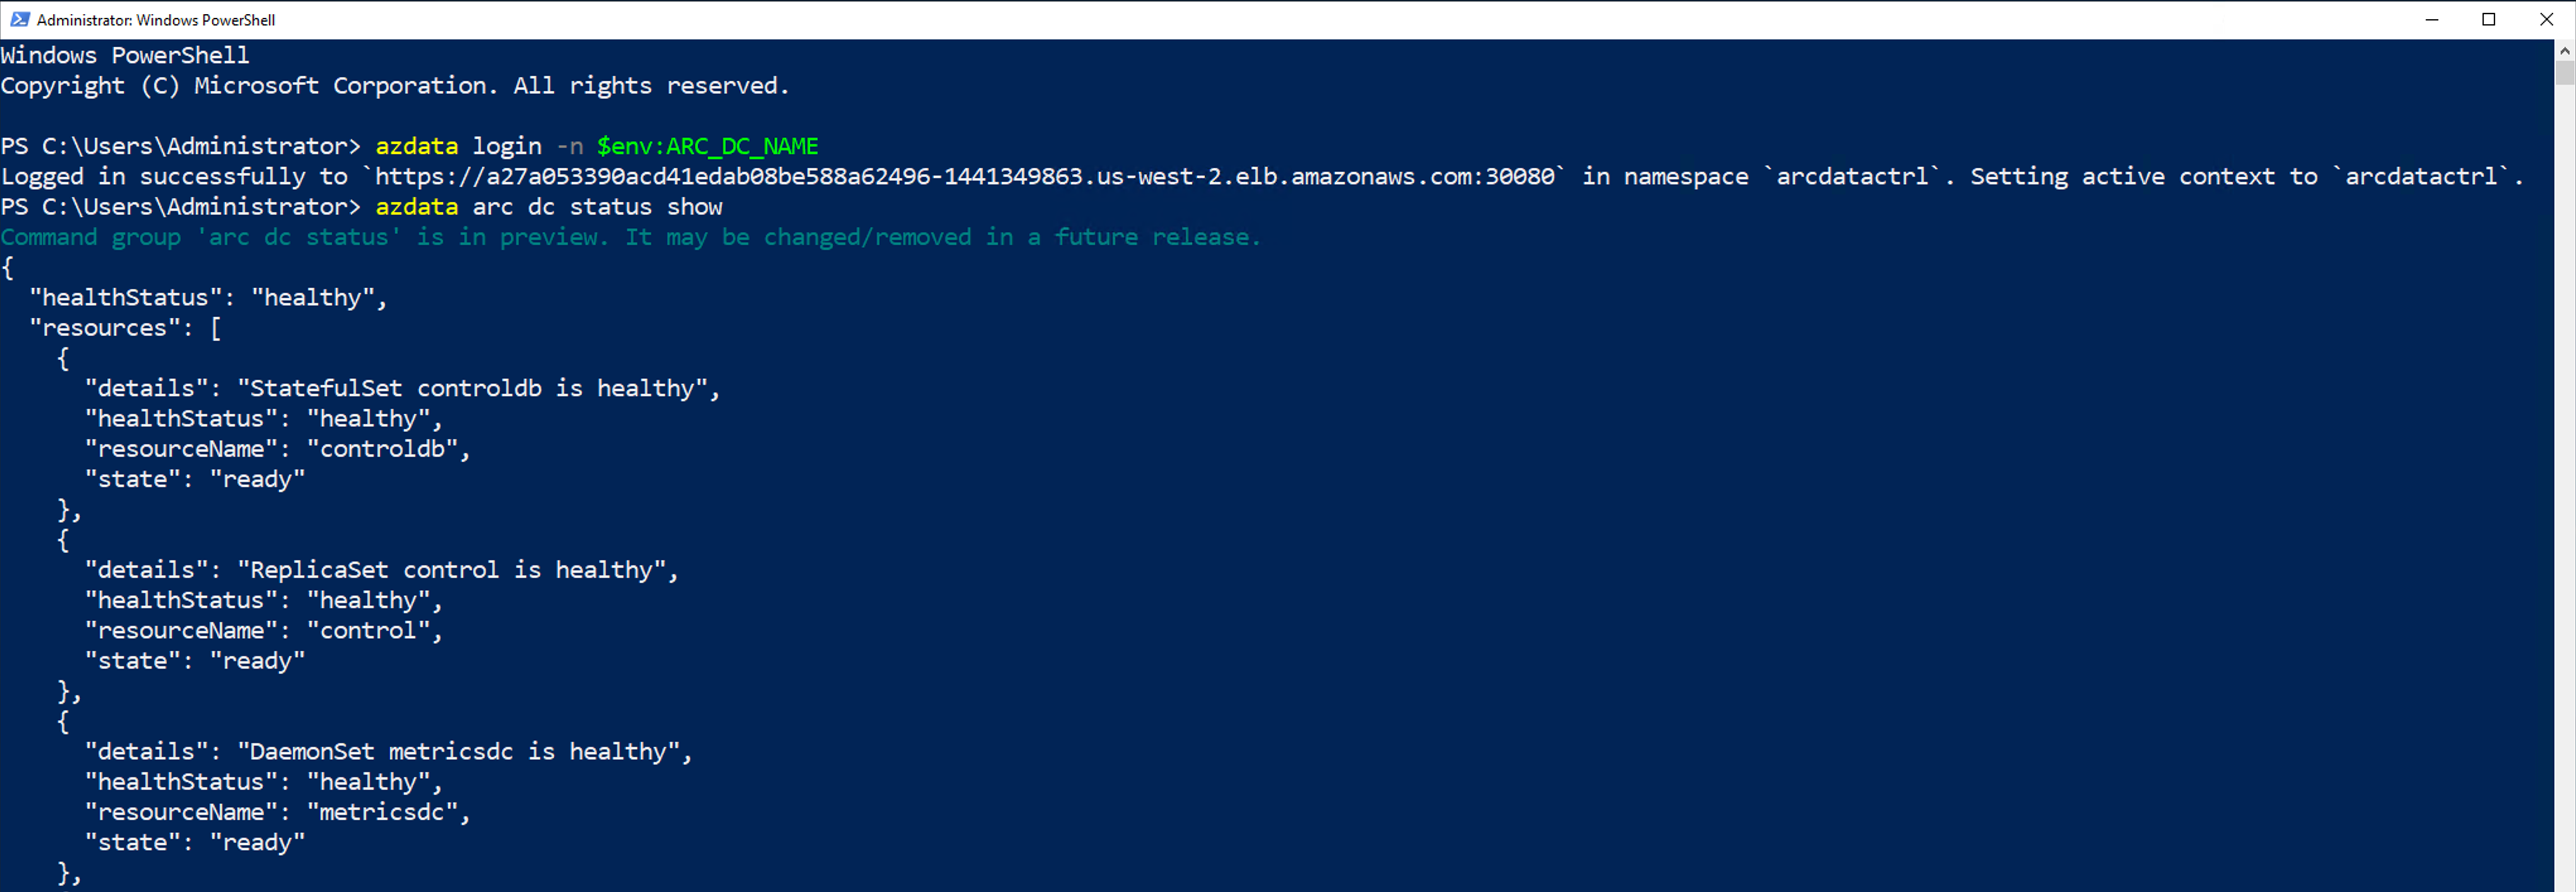 Administrator: Windows PowerShell
Windows PowerShell
Copyright (C) Microsoft Corporation. All rights reserved.
PS C:\Users\Administrator> azdata login -n $env:ARC_DC_NAME
Logged in successfully to `https://a27a053390acd41edab08be588a62496-1441349863.us-west-2.elb.amazonaws.com:30080` in namespace `arcdatactrl`. Setting active context to `arcdatactrl`.
PS C:\Users\Administrator> azdata arc dc status show
Command group 'arc dc status' is in preview. It may be changed/removed in a future release.
{
  "healthStatus": "healthy",
  "resources": [
    {
      "details": "StatefulSet controldb is healthy",
      "healthStatus": "healthy",
      "resourceName": "controldb",
      "state": "ready"
    },
    {
      "details": "ReplicaSet control is healthy",
      "healthStatus": "healthy",
      "resourceName": "control",
      "state": "ready"
    },
    {
      "details": "DaemonSet metricsdc is healthy",
      "healthStatus": "healthy",
      "resourceName": "metricsdc",
      "state": "ready"
    },